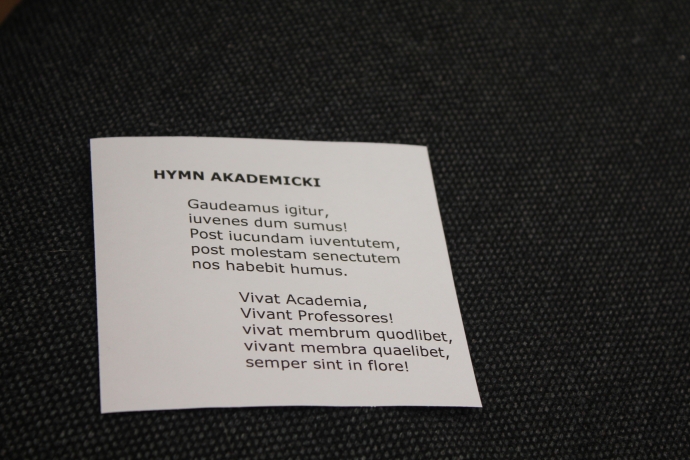 HYMN AKADEMICKI
Gaudeamus igitur,
iuvenes dum sumus!
Post iucundam iuventutem,
post molestam senectutem
nos habebit humus.
Vivat Academia,
Vivant Professores!
vivat membrum quodlibet,
vivant membra quaelibet,
semper sint in flore!